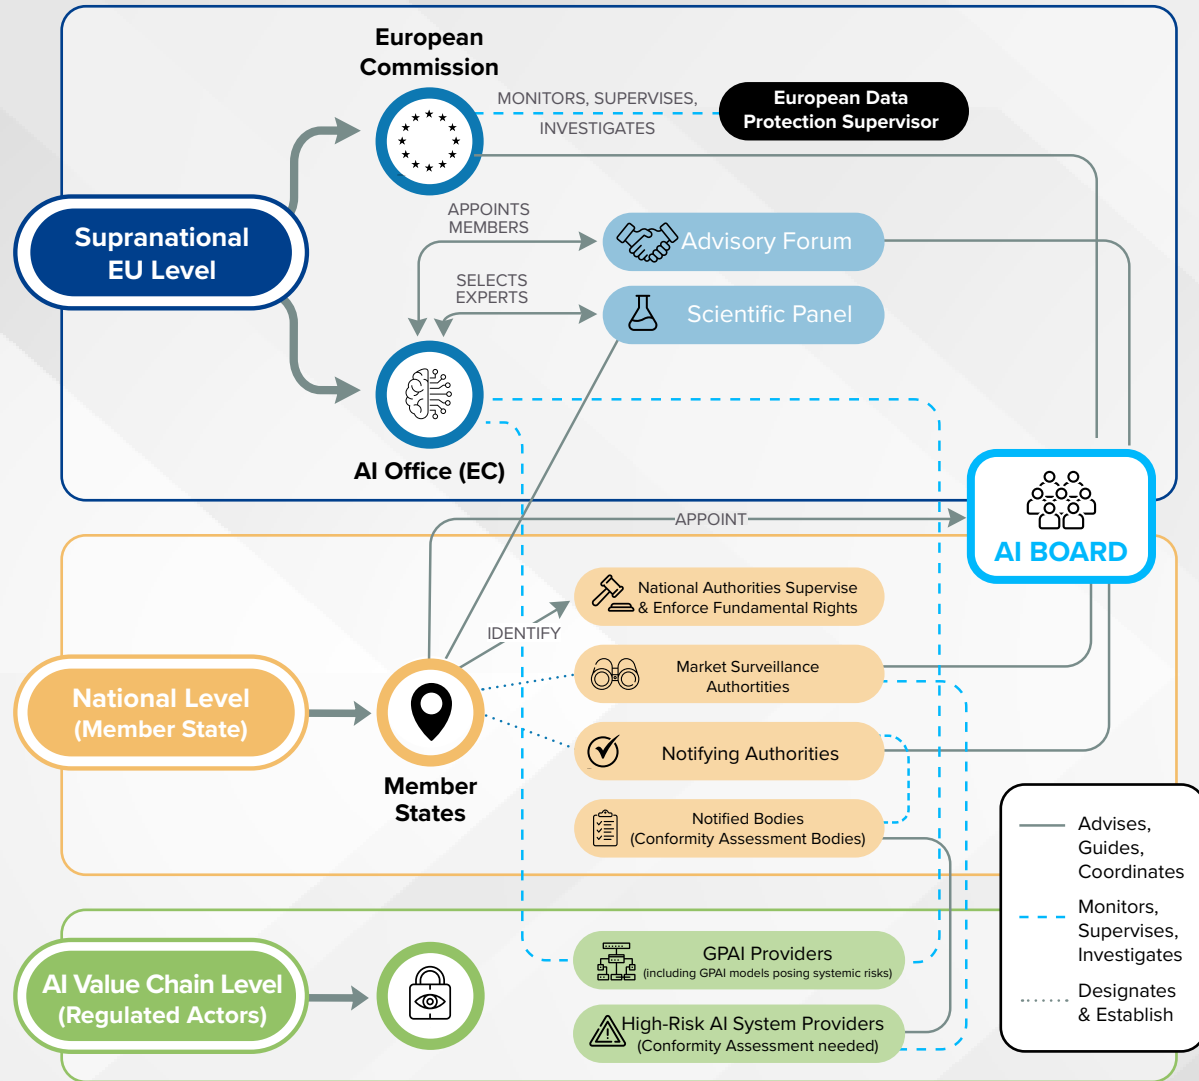 European
Commission
MONITORS, SUPERVISES,
INVESTIGATES
European Data
Protection Supervisor
Supranational
EU Level
APPOINTS
MEMBERS
Advisory Forum
SELECTS
EXPERTS
Scientific Panel
AI Office (EC)
APPOINT
AI BOARD
National Level
(Member State)
IDENTIFY
National Authorities Supervise
& Enforce Fundamental Rights
Market Surveillance
Authortities
Notifying Authorities
Notified Bodies
(Conformity Assessment Bodies)
Member
States
Advises,
Guides,
Coordinates
Monitors,
Supervises,
Investigates
Designates
& Establish
AI Value Chain Level
(Regulated Actors)
GPAI Providers
(including GPAI models posing systemic risks)
High-Risk AI System Providers
(Conformity Assessment needed)